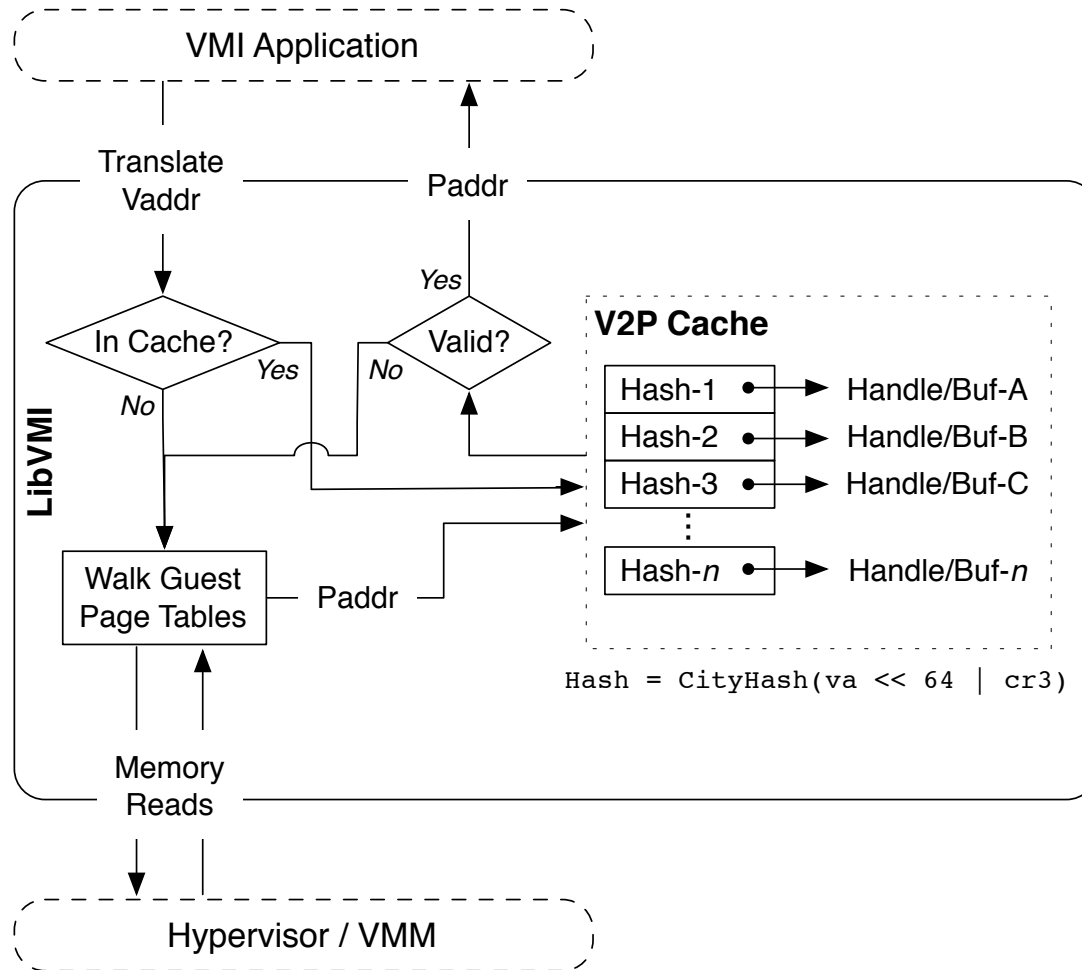 VMI Application
Translate
Vaddr
Paddr
Yes
In Cache?
Valid?
Yes
No
No
LibVMI
V2P Cache
Hash-1
Handle/Buf-A
Hash-2
Handle/Buf-B
Hash-3
Handle/Buf-C
Hash-n
Handle/Buf-n
Walk Guest
Page Tables
Paddr
Hash = CityHash(va << 64 | cr3)
Memory
Reads
Hypervisor / VMM